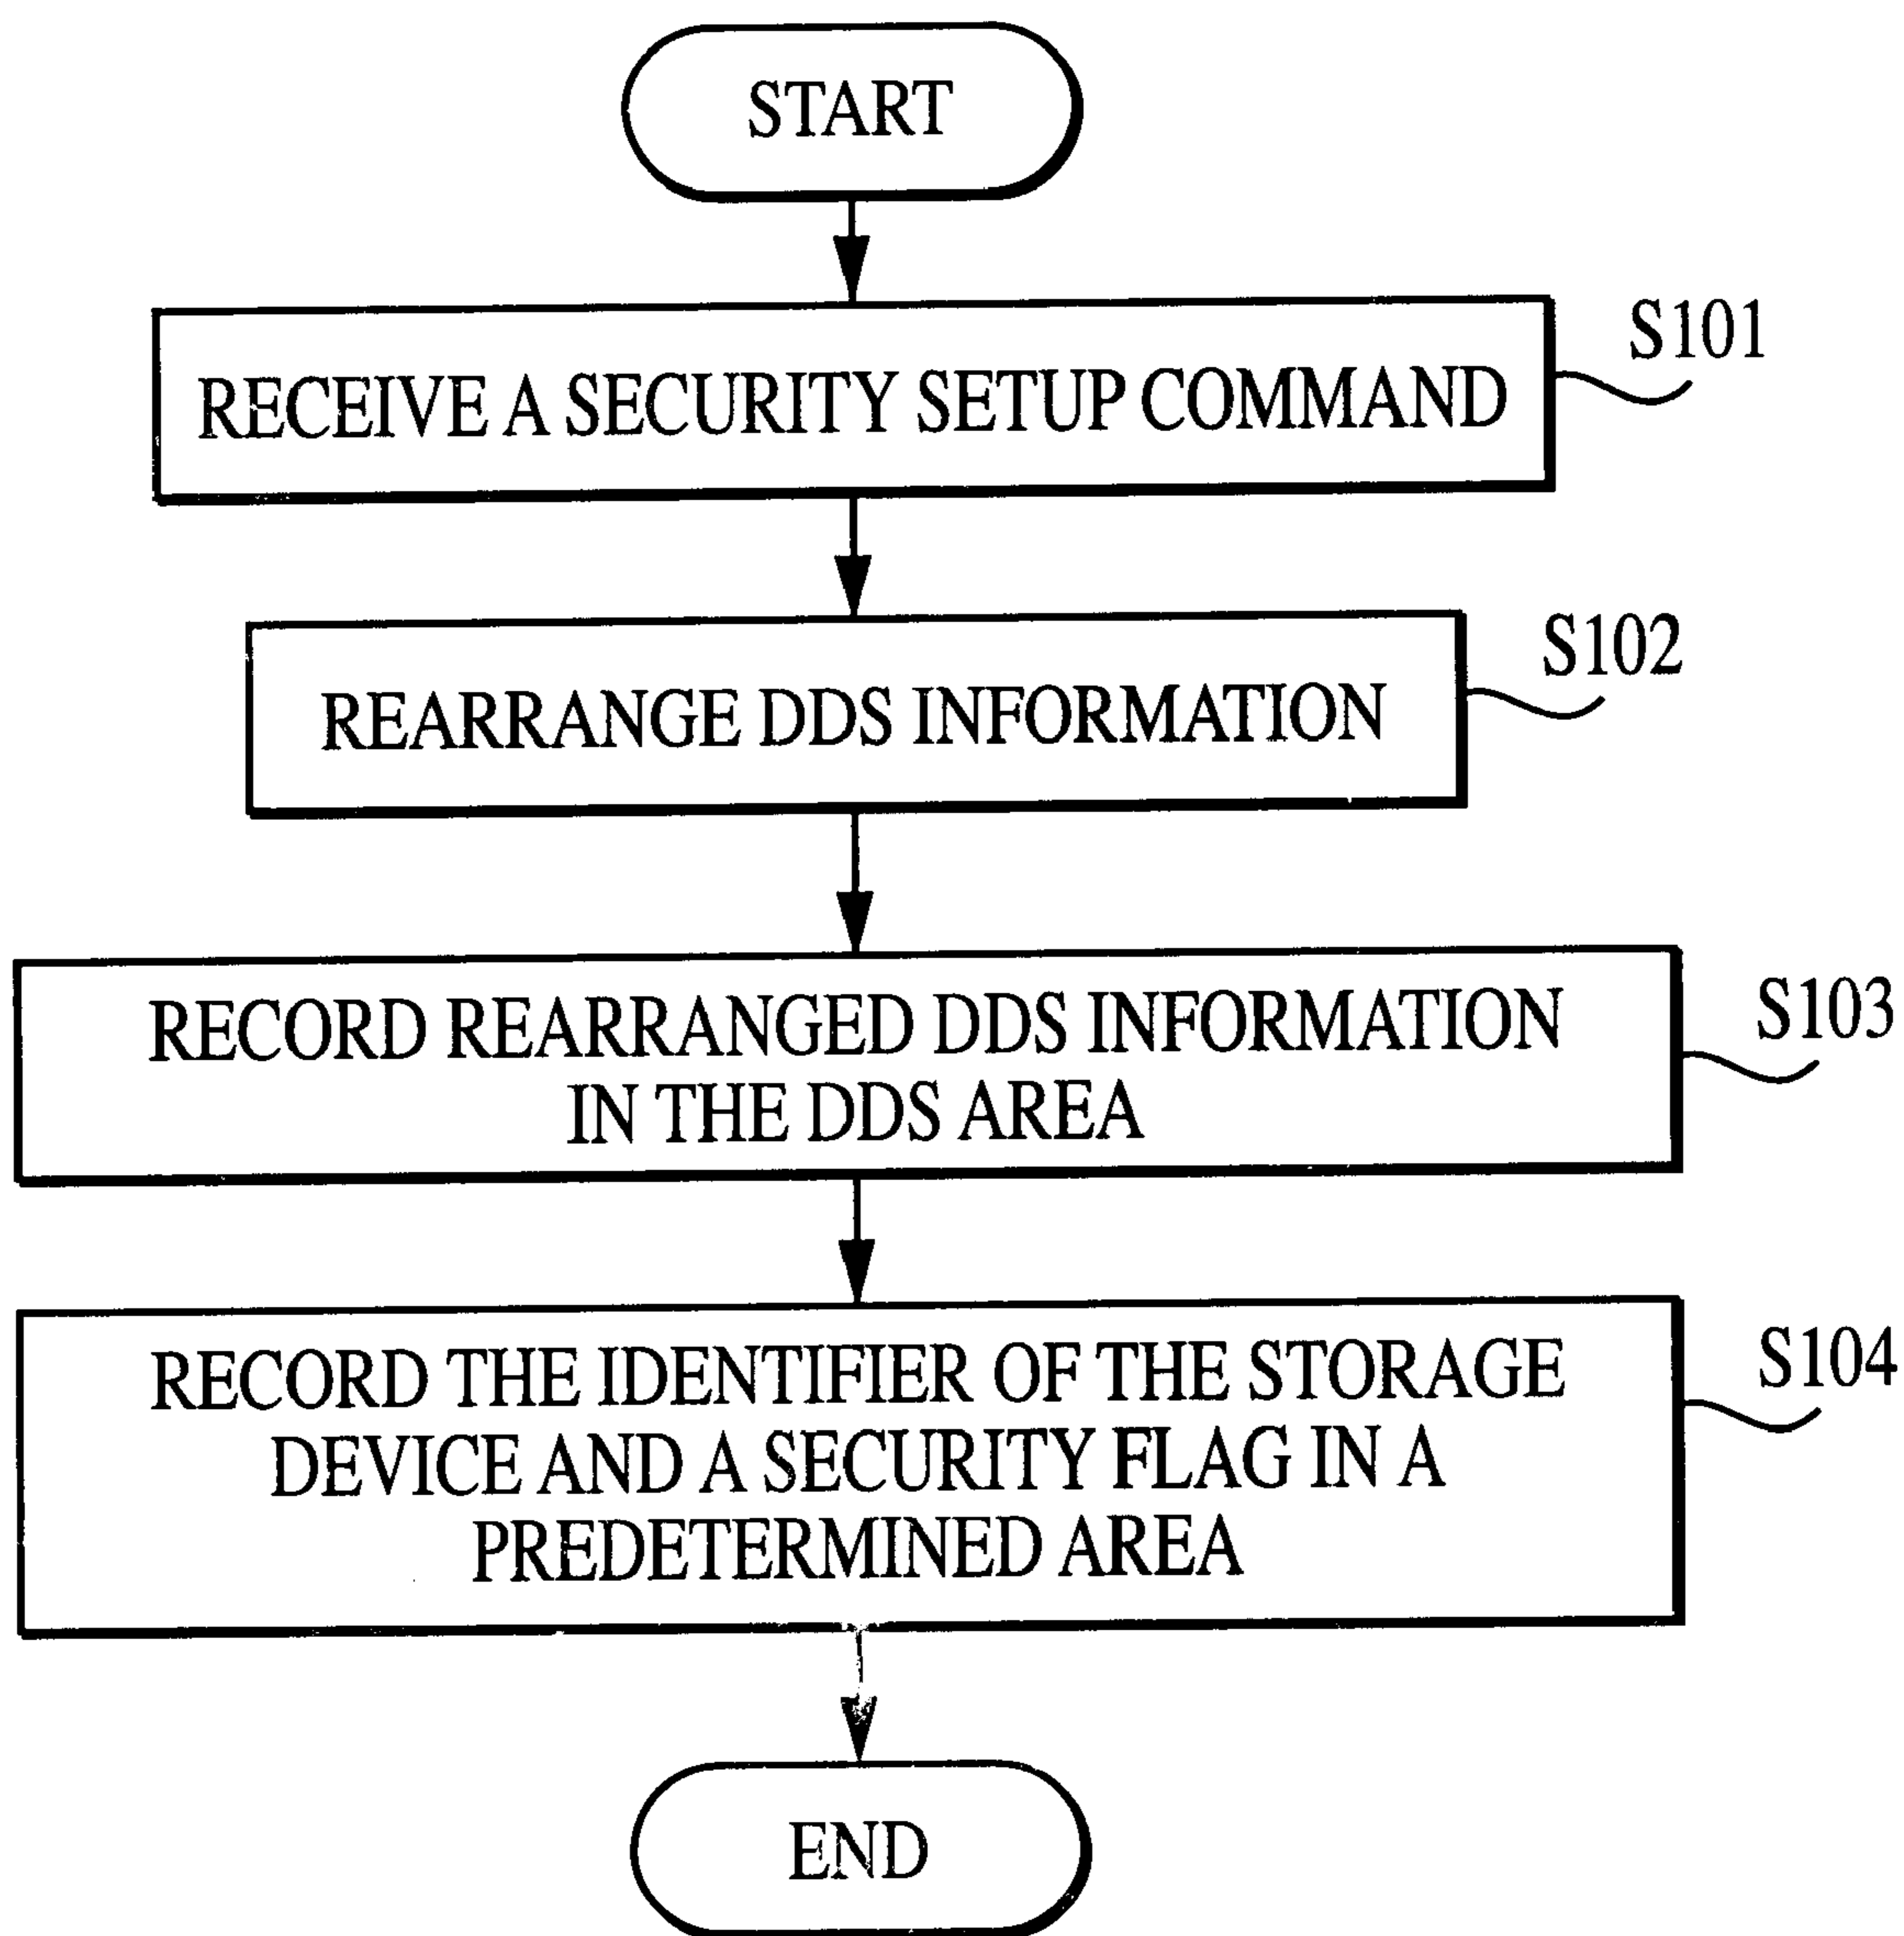 START
RECEIVE A SECURITY SETUP COMMAND
S101
REARRANGE DDS INFORMATION
S102
RECORD REARRANGED DDS INFORMATION
IN THE DDS AREA
S103
RECORD THE IDENTIFIER OF THE STORAGE
DEVICE AND A SECURITY FLAG IN A
PREDETERMINED AREA
S104
END